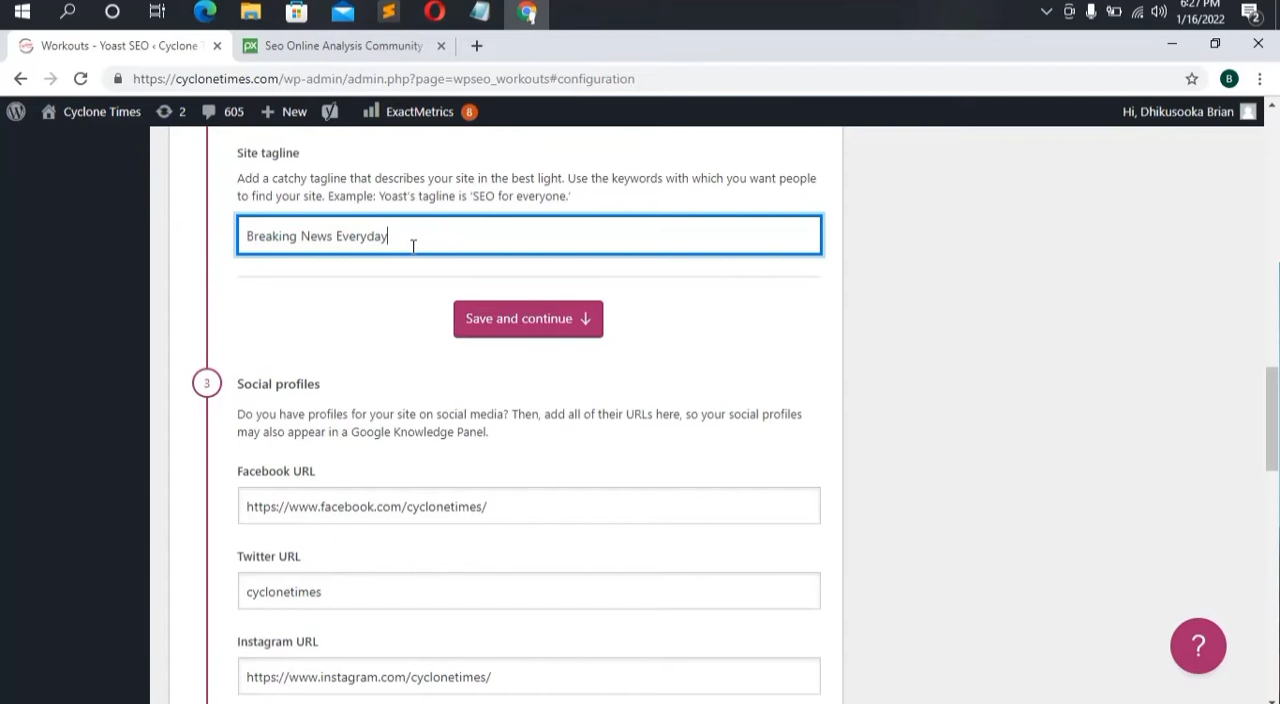 6:27 PM
1/16/2022
2
Workouts - Yoast SEO ‹ Cyclone T
Seo Online Analysis Community
https://cyclonetimes.com/wp-admin/admin.php?page=wpseo_workouts#configuration
B
Cyclone Times 2 605 New ExactMetrics 8 Hi, Dhikusooka Brian
Site tagline
Add a catchy tagline that describes your site in the best light. Use the keywords with which you want people
to find your site. Example: Yoast's tagline is 'SEO for everyone.'
Breaking News Everyday
Save and continue ↓
3 Social profiles
Do you have profiles for your site on social media? Then, add all of their URLs here, so your social profiles
may also appear in a Google Knowledge Panel.
Facebook URL
https://www.facebook.com/cyclonetimes/
Twitter URL
cyclonetimes
Instagram URL
https://www.instagram.com/cyclonetimes/
?